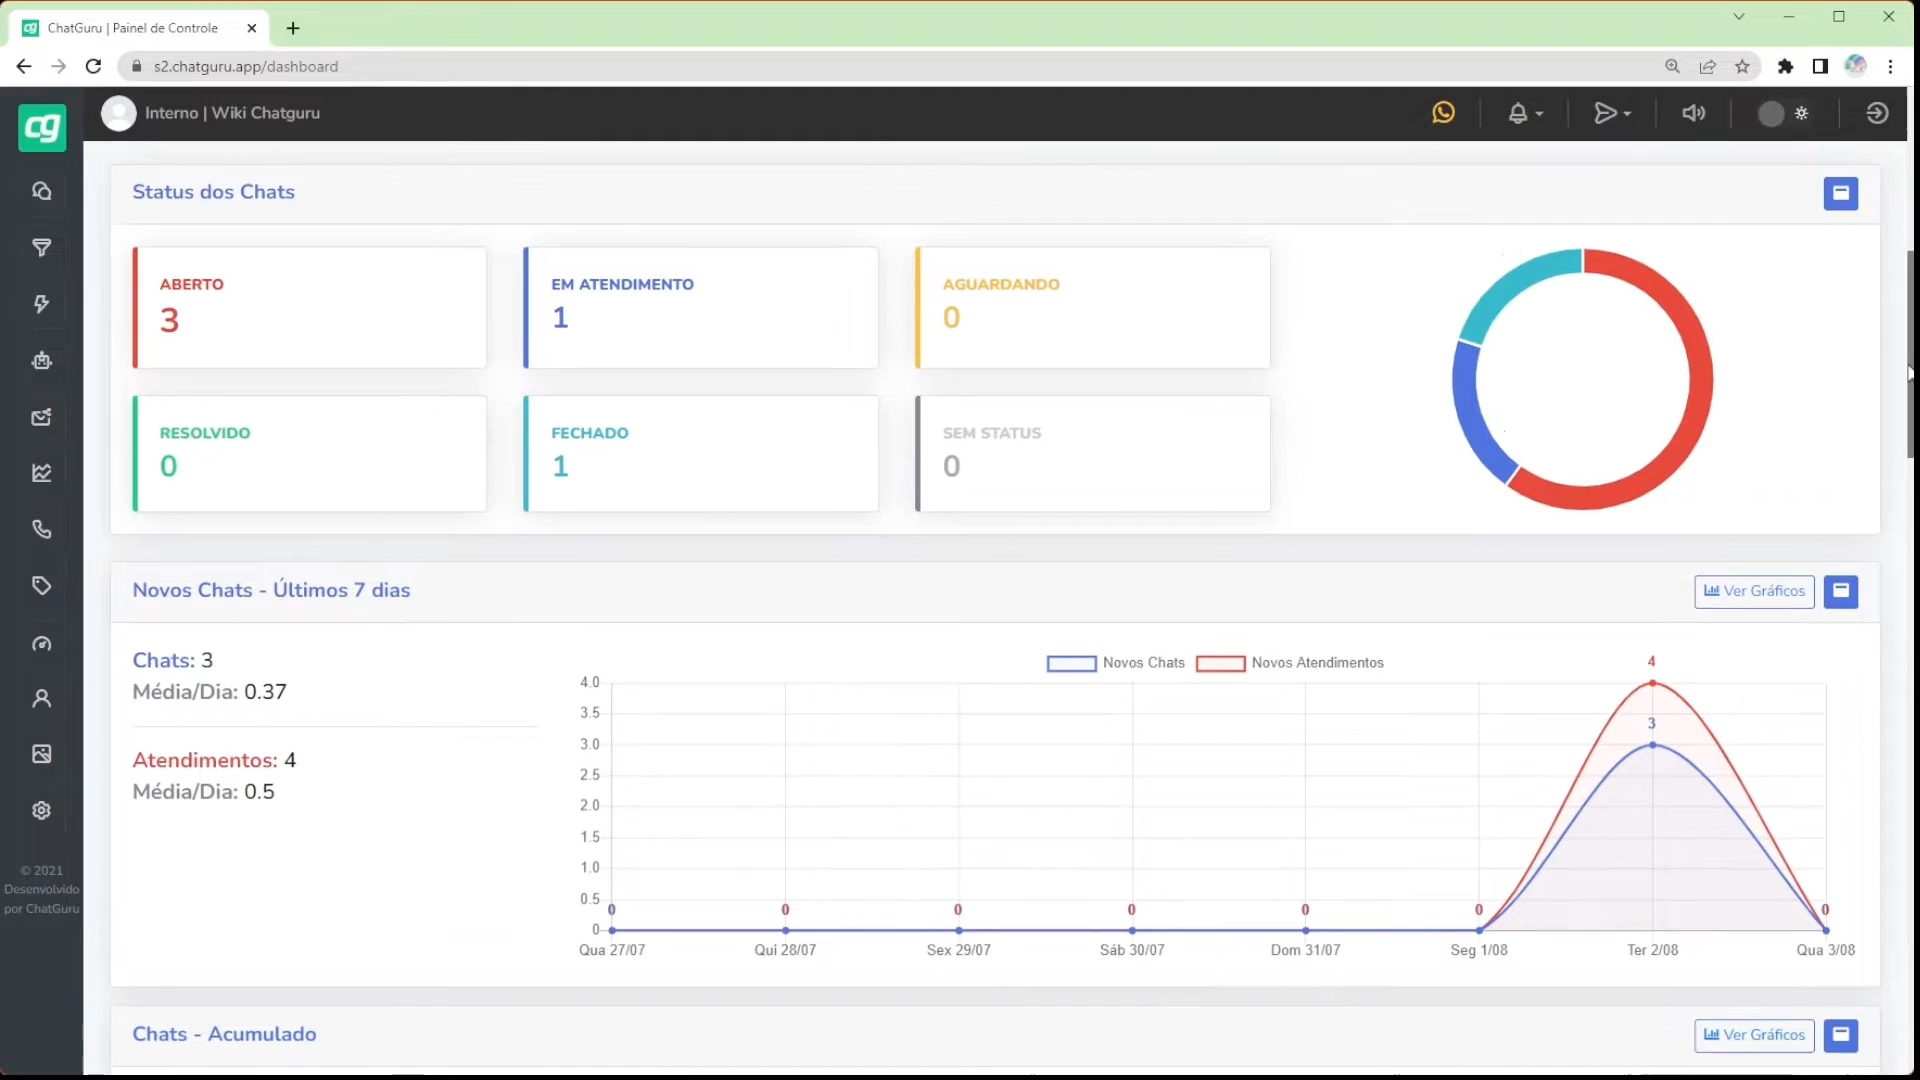 ChatGuru | Painel de Controle
s2.chatguru.app/dashboard
cg
Interno | Wiki Chatguru
Status dos Chats
ABERTO
3
EM ATENDIMENTO
1
AGUARDANDO
0
RESOLVIDO
0
FECHADO
1
SEM STATUS
0
Novos Chats - Últimos 7 dias
Ver Gráficos
Chats: 3
Média/Dia: 0.37
Atendimentos: 4
Média/Dia: 0.5
Novos Chats
Novos Atendimentos
4
3
4.0
3.5
3.0
2.5
2.0
1.5
1.0
0.5
0
0 0 0 0 0 0 0
Qua 27/07 Qui 28/07 Sex 29/07 Sáb 30/07 Dom 31/07 Seg 1/08 Ter 2/08 Qua 3/08
© 2021
Desenvolvido
por ChatGuru
Chats - Acumulado
Ver Gráficos